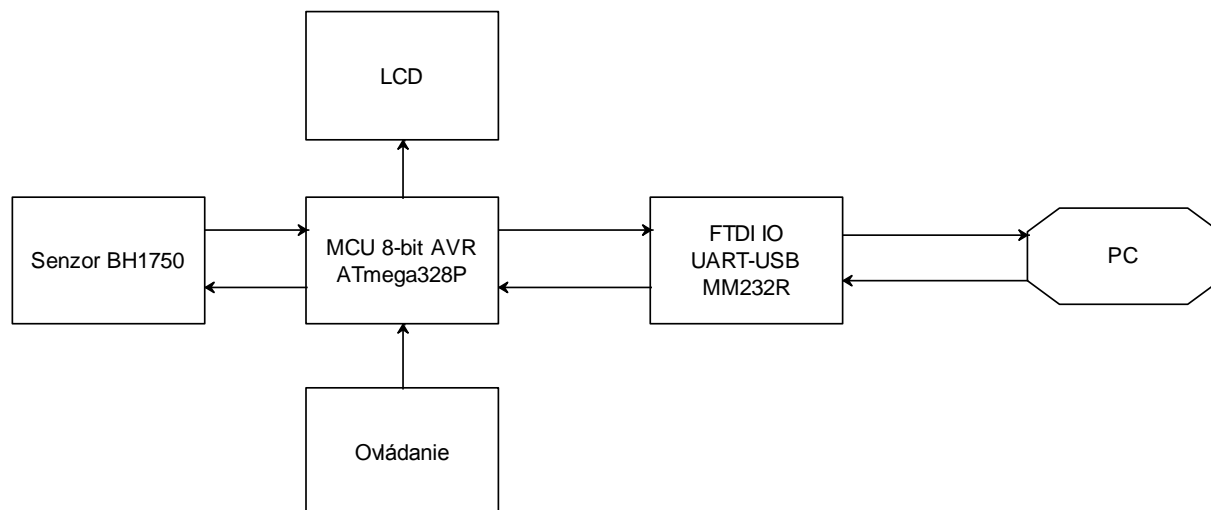 LCD
Senzor BH1750
MCU 8-bit AVR
ATmega328P
FTDI IO
UART-USB
MM232R
PC
Ovládanie